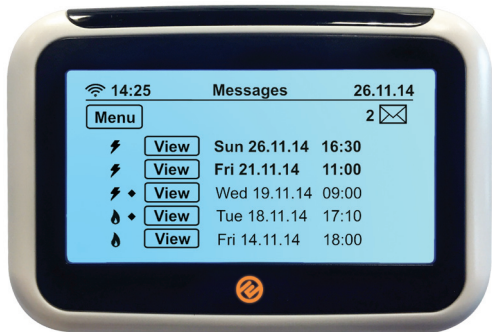 14:25 Messages 26.11.14
Menu 2
View Sun 26.11.14 16:30
View Fri 21.11.14 11:00
View Wed 19.11.14 09:00
View Tue 18.11.14 17:10
View Fri 14.11.14 18:00